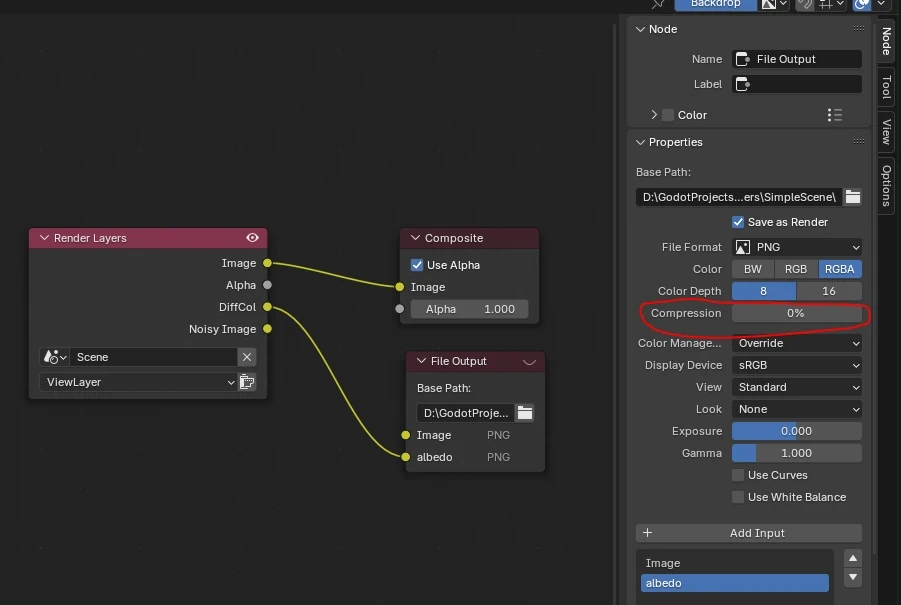 Backdrop
Node
Name File Output
Label
Color
Properties
Base Path:
D:\GodotProjects...ers\SimpleScene\
Save as Render
File Format PNG
Color BW RGB RGBA
Color Depth 8 16
Compression 0%
Color Manage... Override
Display Device sRGB
View Standard
Look None
Exposure 0.000
Gamma 1.000
Use Curves
Use White Balance
Add Input
Image
albedo
Node
Tool
View
Options
Render Layers
Image
Alpha
DiffCol
Noisy Image
Scene
ViewLayer
Composite
Use Alpha
Image
Alpha 1.000
File Output
Base Path:
D:\GodotProje...
Image PNG
albedo PNG